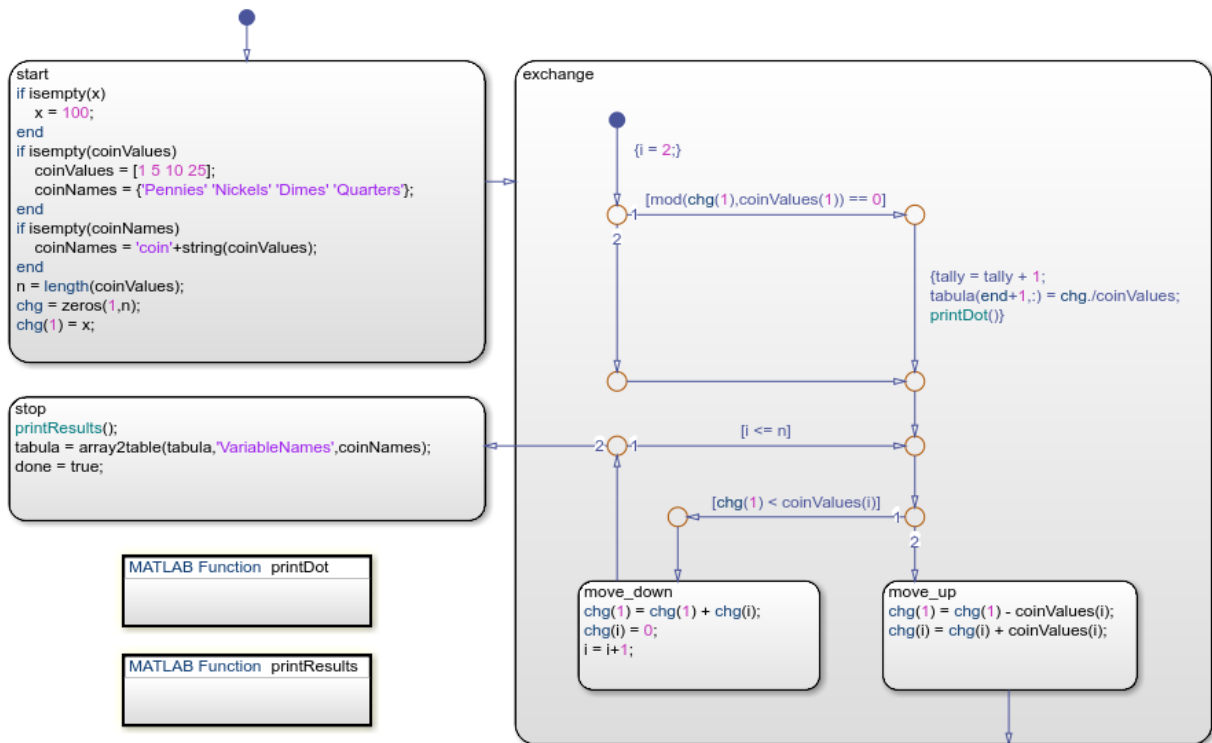 start
if isempty(x)
x = 100;
end
if isempty(coinValues)
coinValues = [1 5 10 25];
coinNames = {'Pennies' 'Nickels' 'Dimes' 'Quarters'};
end
if isempty(coinNames)
coinNames = 'coin'+string(coinValues);
end
n = length(coinValues);
chg = zeros(1,n);
chg(1) = x;
exchange
{i = 2;}
1
[mod(chg(1),coinValues(1)) == 0]
2
{tally = tally + 1;
tabula(end+1,:) = chg./coinValues;
printDot()}
stop
printResults();
tabula = array2table(tabula,'VariableNames',coinNames);
done = true;
2
1
[i <= n]
[chg(1) < coinValues(i)]
1
2
move_down
chg(1) = chg(1) + chg(i);
chg(i) = 0;
i = i+1;
move_up
chg(1) = chg(1) - coinValues(i);
chg(i) = chg(i) + coinValues(i);
MATLAB Function printDot
MATLAB Function printResults